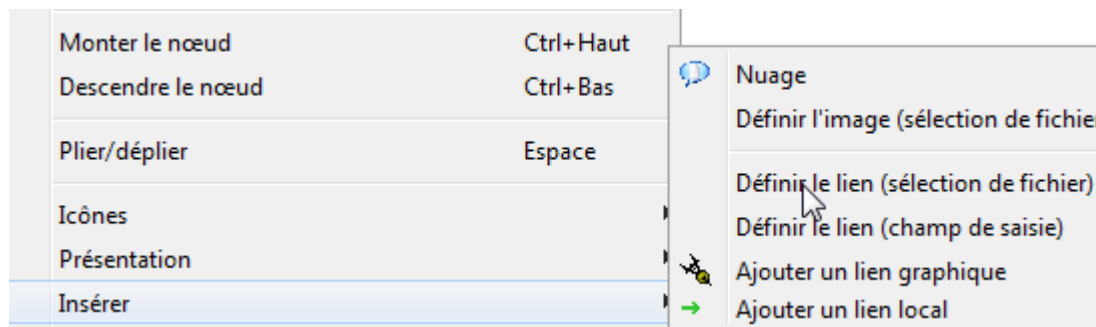 Monter le nœud Ctrl+Haut
Descendre le nœud Ctrl+Bas
Plier/déplier Espace
Icônes
Présentation
Insérer
Nuage
Définir l'image (sélection de fichier
Définir le lien (sélection de fichier)
Définir le lien (champ de saisie)
Ajouter un lien graphique
Ajouter un lien local